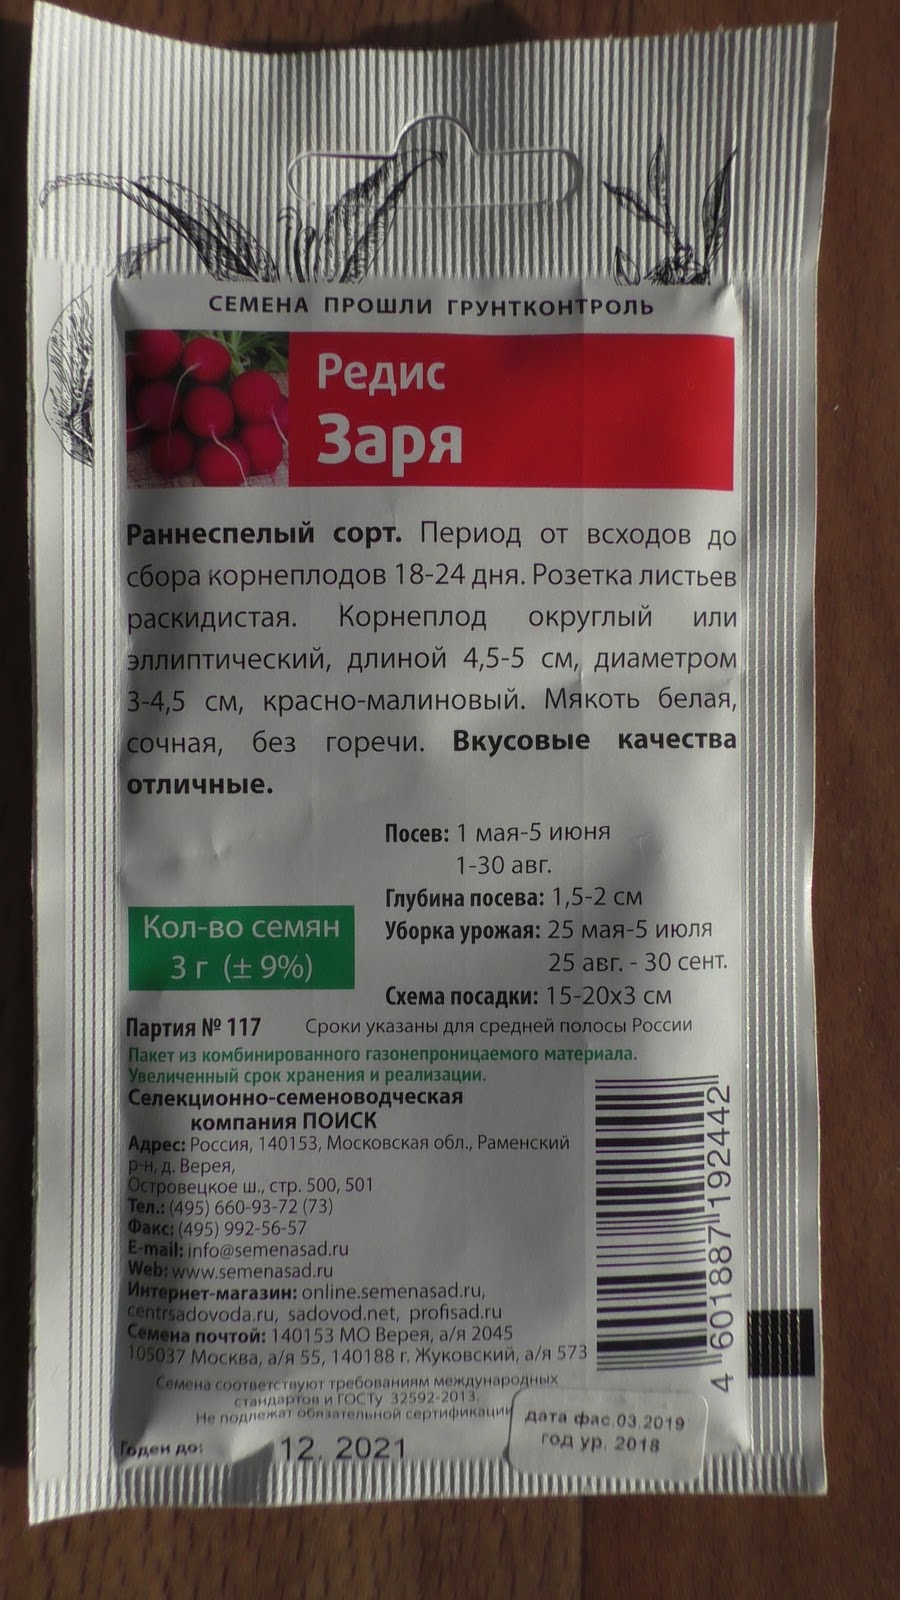 СЕМЕНА ПРОШЛИ ГРУНТКОНТРОЛЬ
Редис
Заря
Раннеспелый сорт. Период от всходов до
сбора корнеплодов 18-24 дня. Розетка листьев
раскидистая. Корнеплод округлый или
эллиптический, длиной 4,5-5 см, диаметром
3-4,5 см, красно-малиновый. Мякоть белая,
сочная, без горечи. Вкусовые качества
отличные.
Посев: 1 мая-5 июня
1-30 авг.
Глубина посева: 1,5-2 см
Уборка урожая: 25 мая-5 июля
25 авг. - 30 сент.
Схема посадки: 15-20х3 см
Кол-во семян
3 г (± 9%)
Партия № 117
Сроки указаны для средней полосы России
Пакет из комбинированного газонепроницаемого материала.
Увеличенный срок хранения и реализации.
Селекционно-семеноводческая
компания ПОИСК
Адрес: Россия, 140153, Московская обл., Раменский
р-н, д. Верея,
Островецкое ш., стр. 500, 501
Тел.: (495) 660-93-72 (73)
Факс: (495) 992-56-57
E-mail: info@semenasad.ru
Web: www.semenasad.ru
Интернет-магазин: online.semenasad.ru,
centrsadovoda.ru, sadovod.net, profisad.ru
Семена почтой: 140153 МО Верея, а/я 2045
105037 Москва, а/я 55, 140188 г. Жуковский, а/я 573
Семена соответствуют требованиям международных
стандартов и ГОСТу 32592-2013.
Не подлежат обязательной сертификации
Годен до: 12. 2021
дата фас.03.2019
год ур. 2018
4 601887 192442